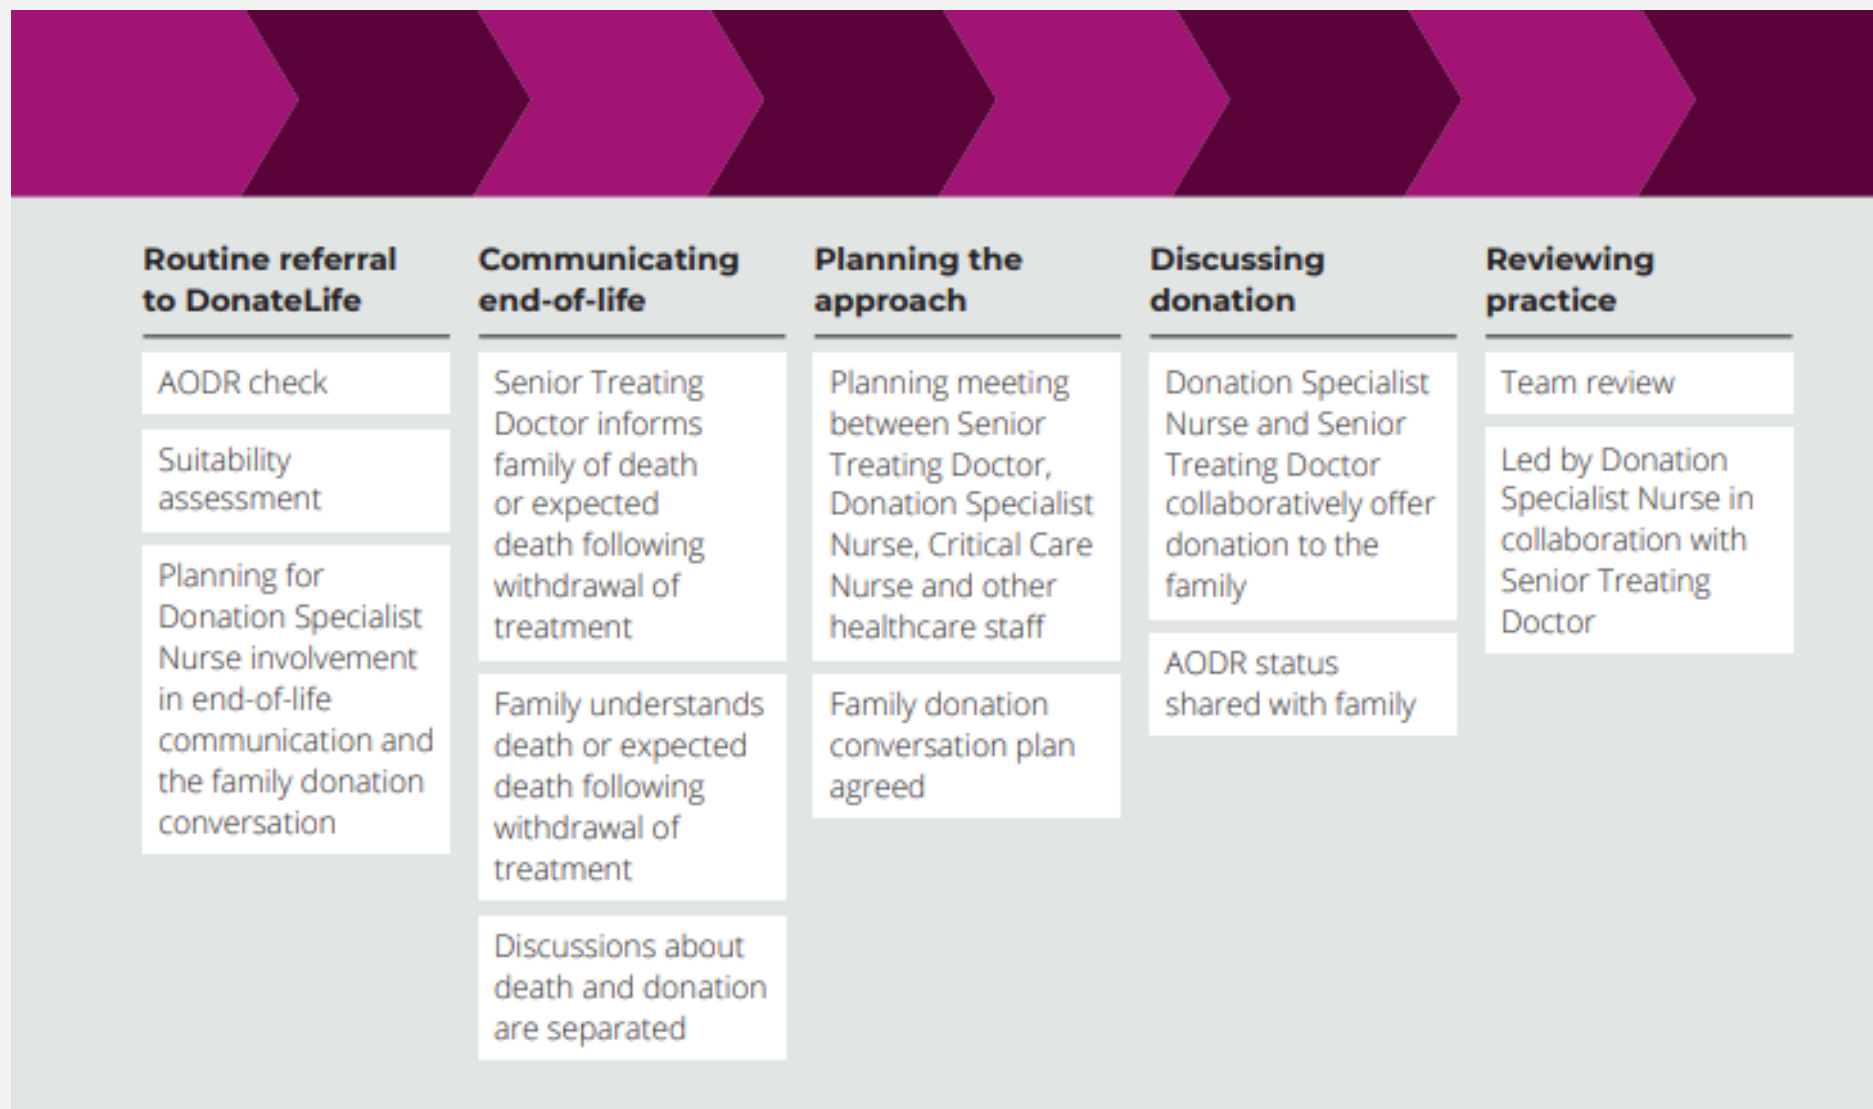 Routine referral
to DonateLife
AODR check
Suitability
assessment
Planning for
Donation Specialist
Nurse involvement
in end-of-life
communication and
the family donation
conversation
Communicating
end-of-life
Senior Treating
Doctor informs
family of death
or expected
death following
withdrawal of
treatment
Family understands
death or expected
death following
withdrawal of
treatment
Discussions about
death and donation
are separated
Planning the
approach
Planning meeting
between Senior
Treating Doctor,
Donation Specialist
Nurse, Critical Care
Nurse and other
healthcare staff
Family donation
conversation plan
agreed
Discussing
donation
Donation Specialist
Nurse and Senior
Treating Doctor
collaboratively offer
donation to the
family
AODR status
shared with family
Reviewing
practice
Team review
Led by Donation
Specialist Nurse in
collaboration with
Senior Treating
Doctor